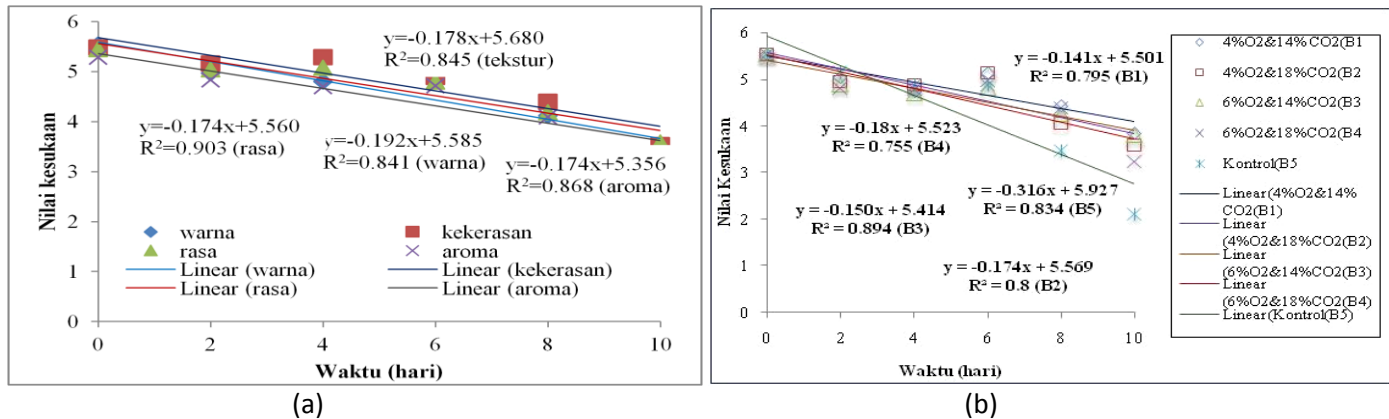 6
5
4
3
2
1
0
0 2 4 6 8 10
Nilai kesukaan
Waktu (hari)
y=-0.178x+5.680
R²=0.845 (tekstur)
y=-0.174x+5.560
R²=0.903 (rasa)
y=-0.192x+5.585
R²=0.841 (warna)
y=-0.174x+5.356
R²=0.868 (aroma)
warna kekerasan
rasa aroma
Linear (warna) Linear (kekerasan)
Linear (rasa) Linear (aroma)
(a)
6
5
4
3
2
1
0
0 2 4 6 8 10
Nilai Kesukaan
Waktu (hari)
y = -0.141x + 5.501
R² = 0.795 (B1)
y = -0.18x + 5.523
R² = 0.755 (B4)
y = -0.316x + 5.927
R² = 0.834 (B5)
y = -0.150x + 5.414
R² = 0.894 (B3)
y = -0.174x + 5.569
R² = 0.8 (B2)
4%O2&14%CO2(B1
4%O2&18%CO2(B2
6%O2&14%CO2(B3
6%O2&18%CO2(B4
Kontrol(B5
Linear(4%O2&14%
CO2(B1)
Linear
(4%O2&18%CO2(B2)
Linear
(6%O2&14%CO2(B3)
Linear
(6%O2&18%CO2(B4)
Linear(Kontrol(B5)
(b)